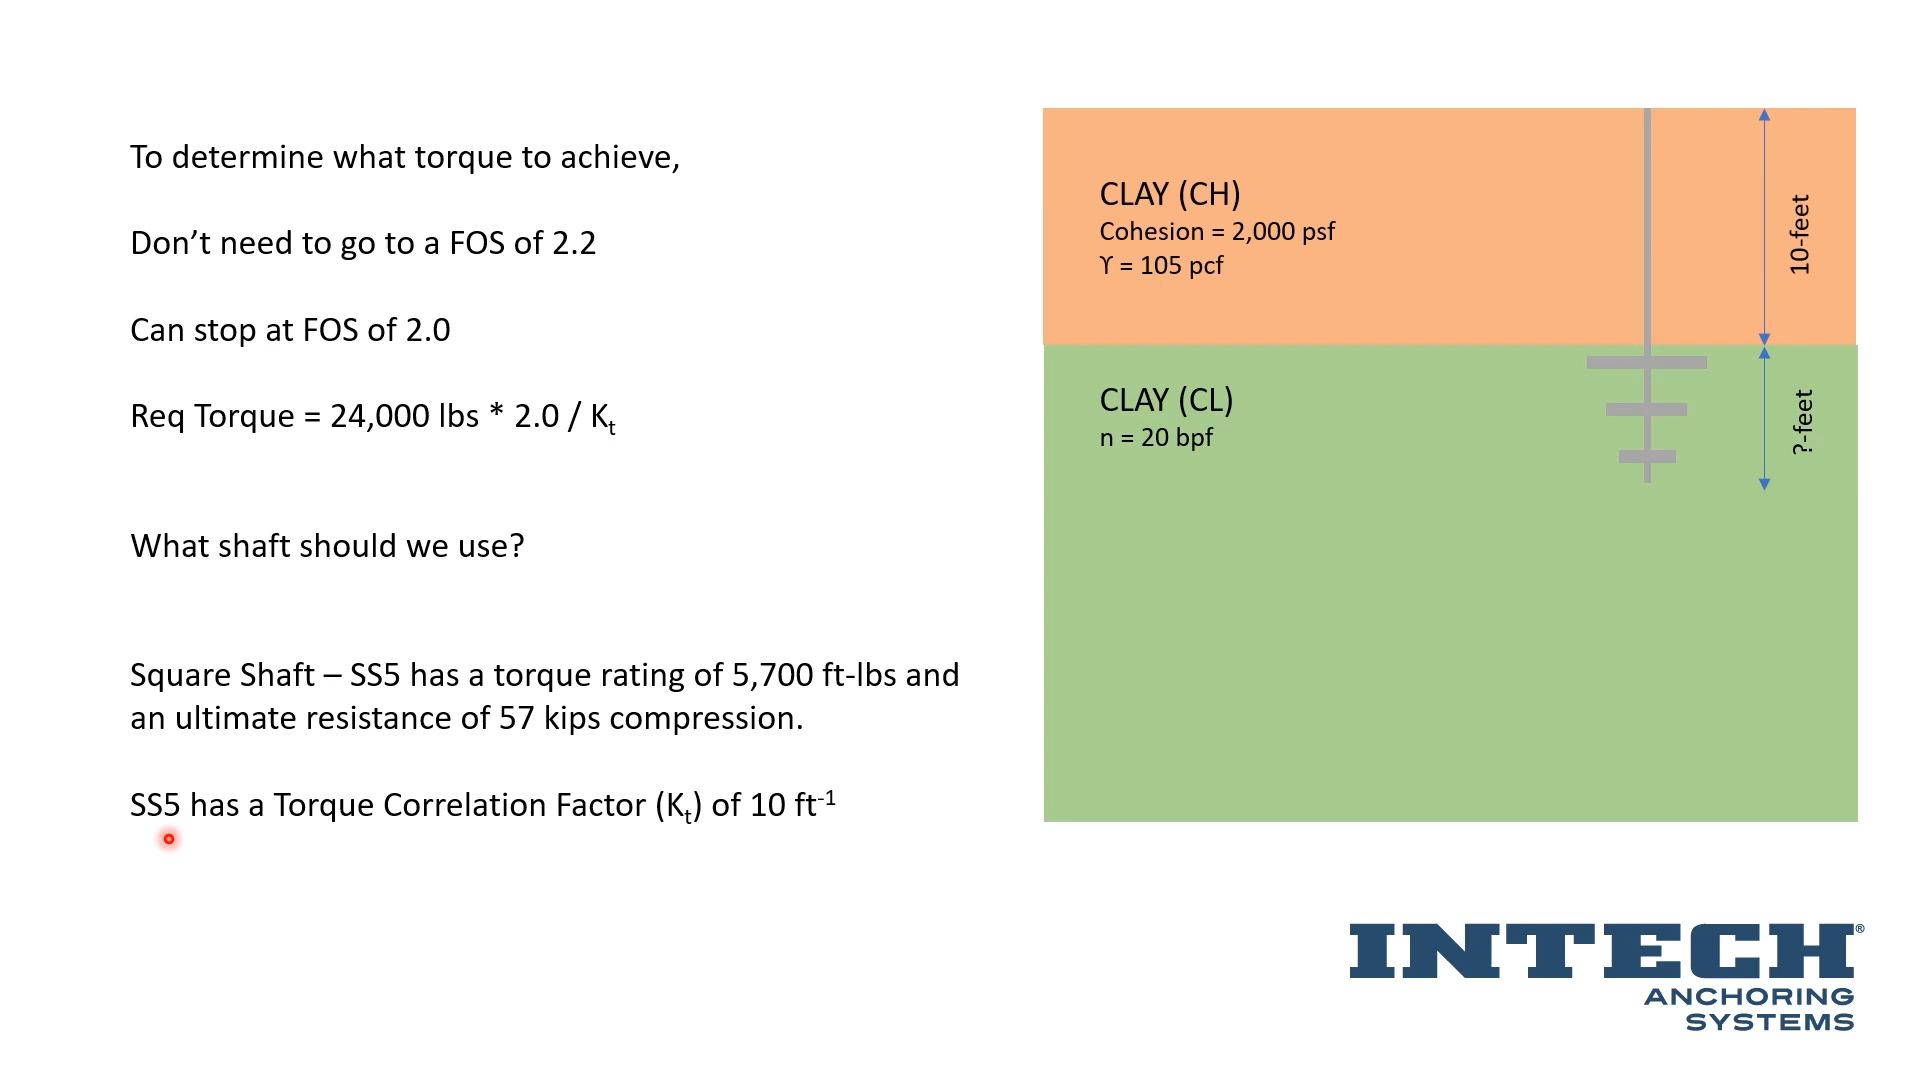 To determine what torque to achieve,
Don’t need to go to a FOS of 2.2
Can stop at FOS of 2.0
Req Torque = 24,000 lbs * 2.0 / Kt
What shaft should we use?
Square Shaft – SS5 has a torque rating of 5,700 ft-lbs and
an ultimate resistance of 57 kips compression.
SS5 has a Torque Correlation Factor (Kt) of 10 ft-1
CLAY (CH)
Cohesion = 2,000 psf
ϒ = 105 pcf
10-feet
CLAY (CL)
n = 20 bpf
?-feet
INTECH®
ANCHORING
SYSTEMS